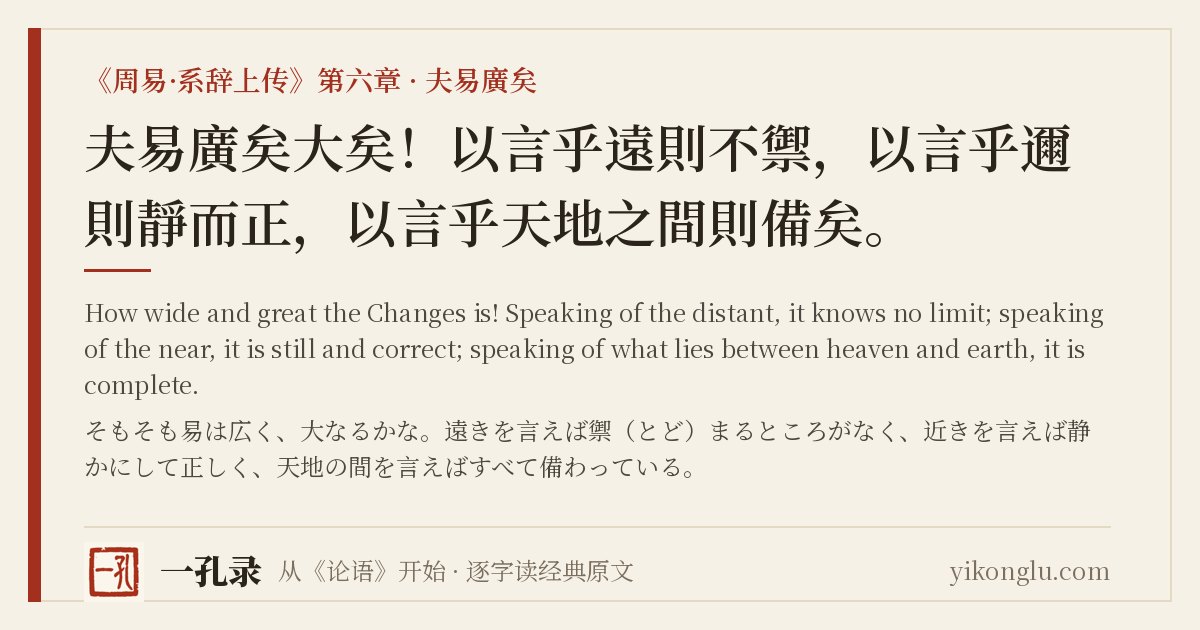 《周易·系辞上传》第六章 · 夫易廣矣
夫易廣矣大矣！以言乎遠則不禦，以言乎邇
則靜而正，以言乎天地之間則備矣。
How wide and great the Changes is! Speaking of the distant, it knows no limit; speaking
of the near, it is still and correct; speaking of what lies between heaven and earth, it is
complete.
そもそも易は広く、大なるかな。遠きを言えば禦（とど）まるところがなく、近きを言えば静
かにして正しく、天地の間を言えばすべて備わっている。
一孔
一孔录 从《论语》开始 · 逐字读经典原文 yikonglu.com